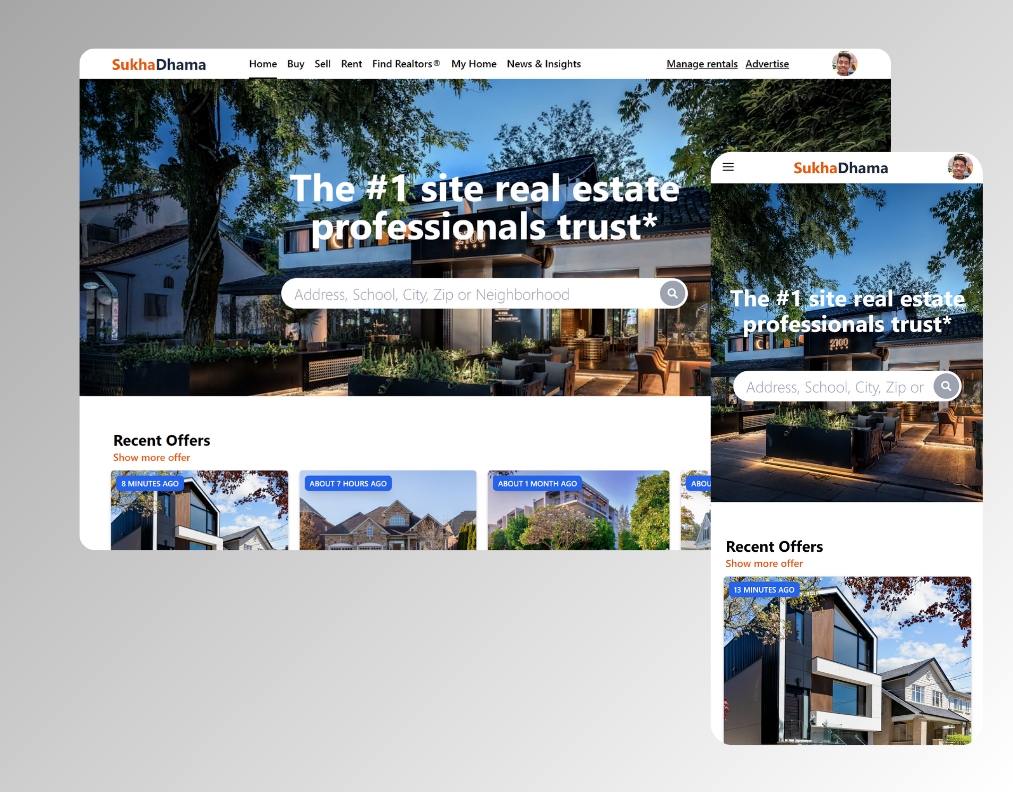 SukhaDhama
Home Buy Sell Rent Find Realtors® My Home News & Insights
Manage rentals Advertise
The #1 site real estate
professionals trust*
2100
Address, School, City, Zip or Neighborhood
Recent Offers
Show more offer
8 MINUTES AGO
ABOUT 7 HOURS AGO
ABOUT 1 MONTH AGO
ABOU
SukhaDhama
The #1 site real estate
professionals trust*
2100
Address, School, City, Zip or
Recent Offers
Show more offer
13 MINUTES AGO